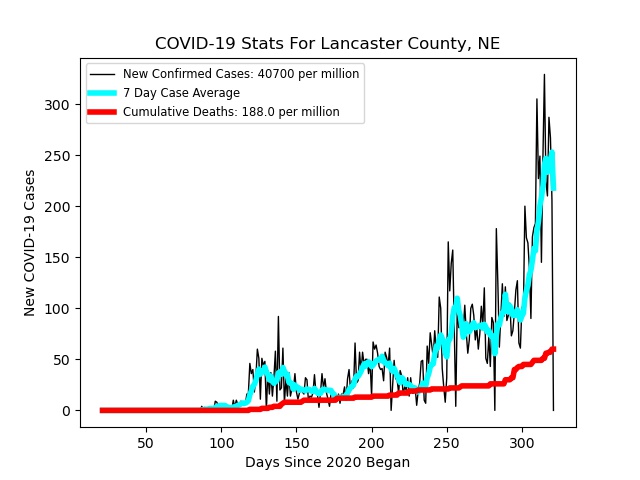 COVID-19 Stats For Lancaster County, NE
New Confirmed Cases: 40700 per million
7 Day Case Average
Cumulative Deaths: 188.0 per million
New COVID-19 Cases
300
250
200
150
100
50
0
50 100 150 200 250 300
Days Since 2020 Began